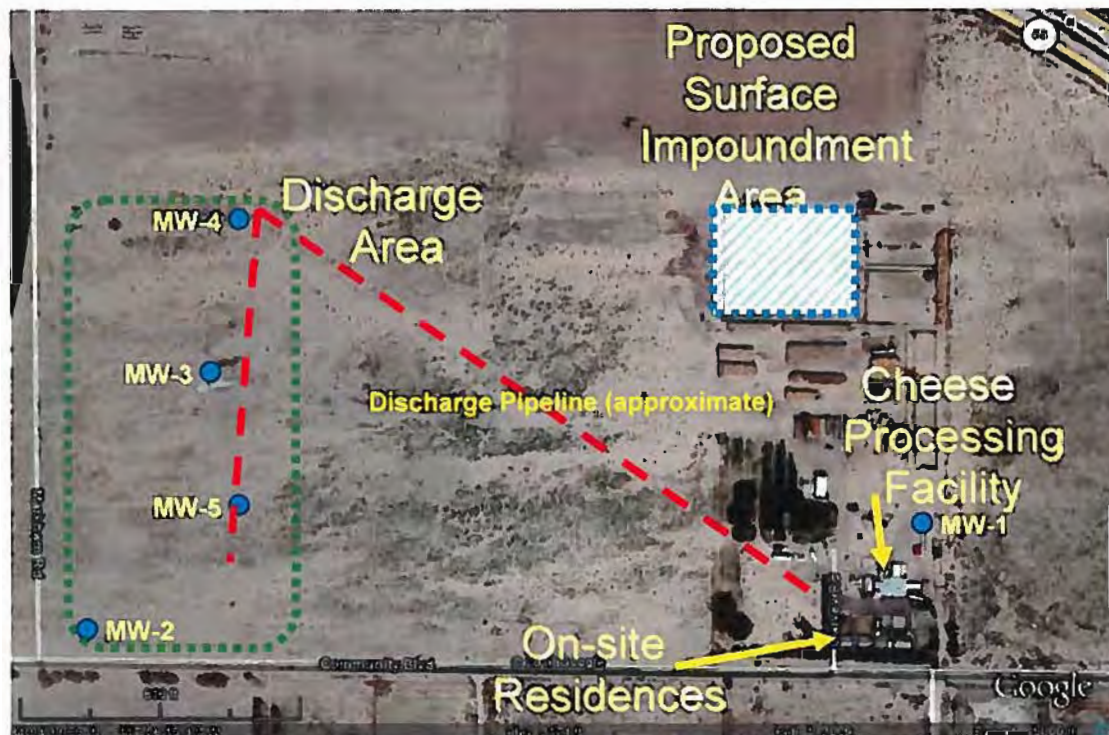 58
Proposed
Surface
Impoundment
Area
Discharge
Area
MW-4
MW-3
Discharge Pipeline (approximate)
Cheese
Processing
Facility
MW-5
MW-1
MW-2
On-site
Residences
Community Blvd
Google